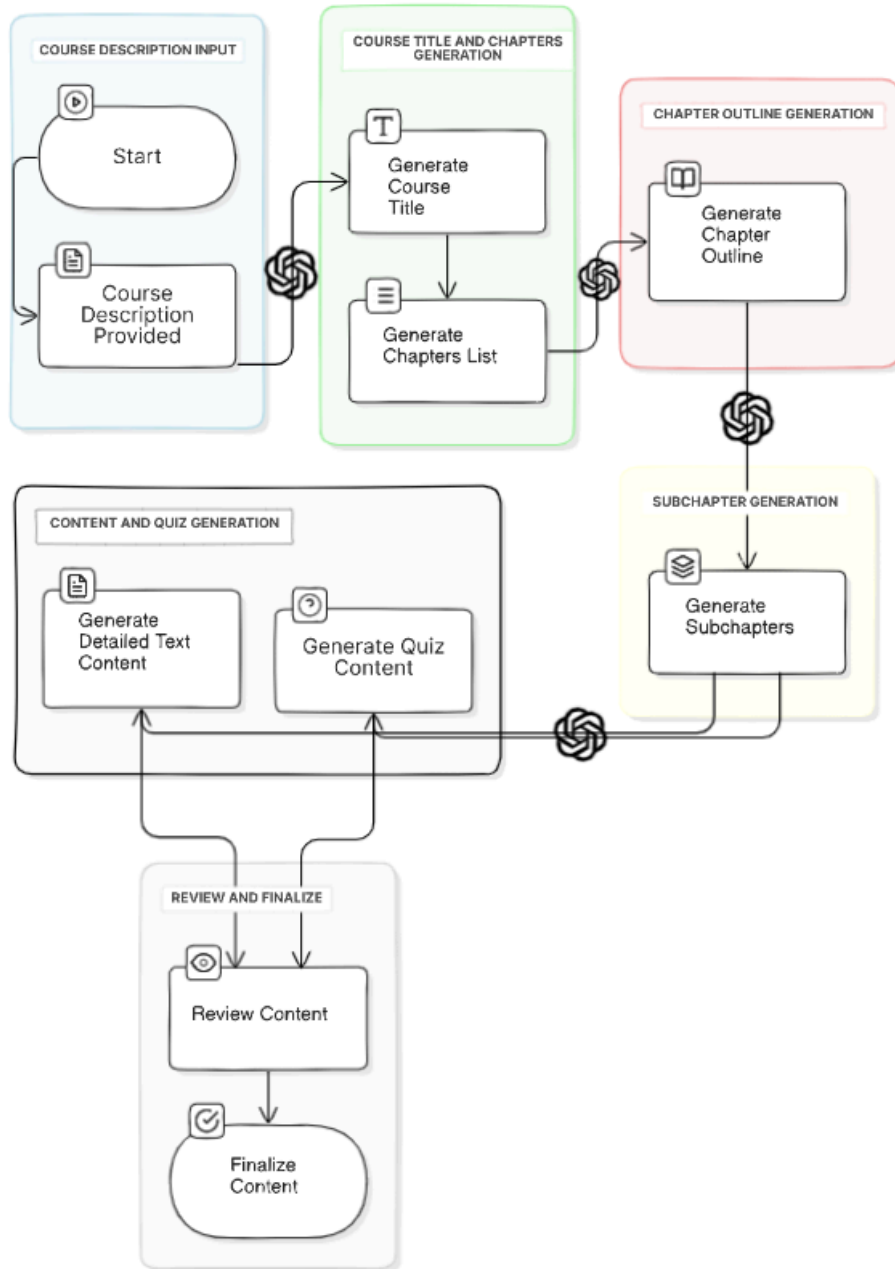 COURSE DESCRIPTION INPUT
Start
Course
Description
Provided
COURSE TITLE AND CHAPTERS
GENERATION
T
Generate
Course
Title
Generate
Chapters List
CHAPTER OUTLINE GENERATION
Generate
Chapter
Outline
SUBCHAPTER GENERATION
Generate
Subchapters
CONTENT AND QUIZ GENERATION
Generate
Detailed Text
Content
?
Generate Quiz
Content
REVIEW AND FINALIZE
Review Content
Finalize
Content